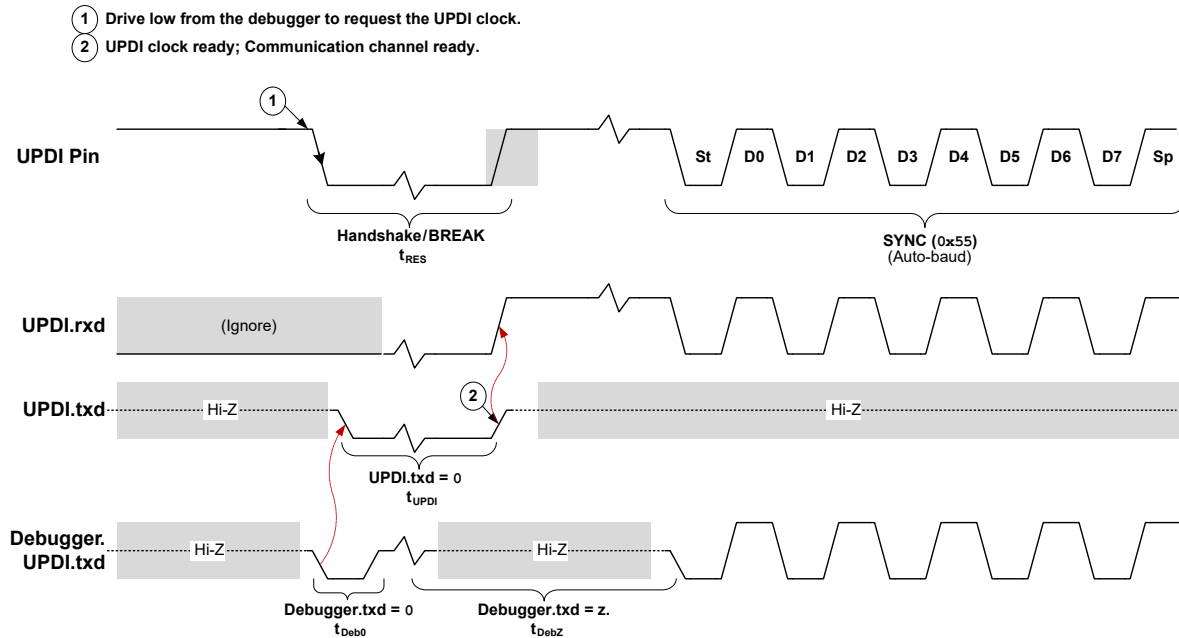 1 Drive low from the debugger to request the UPDI clock.
2 UPDI clock ready; Communication channel ready.
1
UPDI Pin
St D0 D1 D2 D3 D4 D5 D6 D7 Sp
Handshake/BREAK
tRES
SYNC (0x55)
(Auto-baud)
UPDI.rxd
(Ignore)
2
UPDI.txd
Hi-Z
Hi-Z
UPDI.txd = 0
tUPDI
Debugger.
UPDI.txd
Hi-Z
Hi-Z
Debugger.txd = 0
tDeb0
Debugger.txd = z.
tDebZ